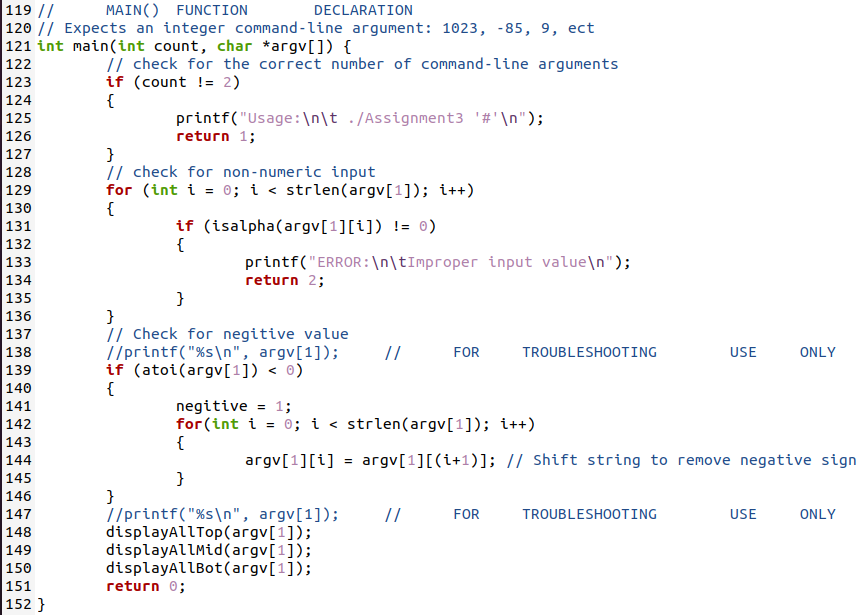 119 //      MAIN()  FUNCTION        DECLARATION
120 // Expects an integer command-line argument: 1023, -85, 9, ect
121 int main(int count, char *argv[]) {
122         // check for the correct number of command-line arguments
123         if (count != 2)
124         {
125                 printf("Usage:\n\t ./Assignment3 '#'\n");
126                 return 1;
127         }
128         // check for non-numeric input
129         for (int i = 0; i < strlen(argv[1]); i++)
130         {
131                 if (isalpha(argv[1][i]) != 0)
132                 {
133                         printf("ERROR:\n\tImproper input value\n");
134                         return 2;
135                 }
136         }
137         // Check for negitive value
138         //printf("%s\n", argv[1]);     //      FOR     TROUBLESHOOTING        USE     ONLY
139         if (atoi(argv[1]) < 0)
140         {
141                 negitive = 1;
142                 for(int i = 0; i < strlen(argv[1]); i++)
143                 {
144                         argv[1][i] = argv[1][(i+1)]; // Shift string to remove negative sign
145                 }
146         }
147         //printf("%s\n", argv[1]);     //      FOR     TROUBLESHOOTING        USE     ONLY
148         displayAllTop(argv[1]);
149         displayAllMid(argv[1]);
150         displayAllBot(argv[1]);
151         return 0;
152 }